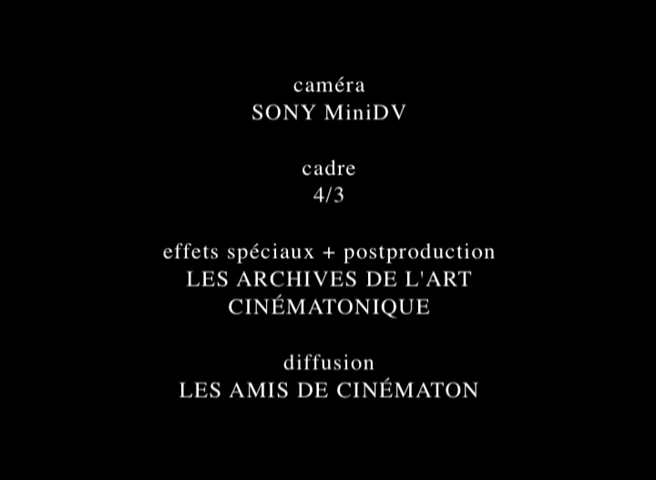 caméra
SONY MiniDV
cadre
4/3
effets spéciaux + postproduction
LES ARCHIVES DE L'ART
CINÉMATONIQUE
diffusion
LES AMIS DE CINÉMATON